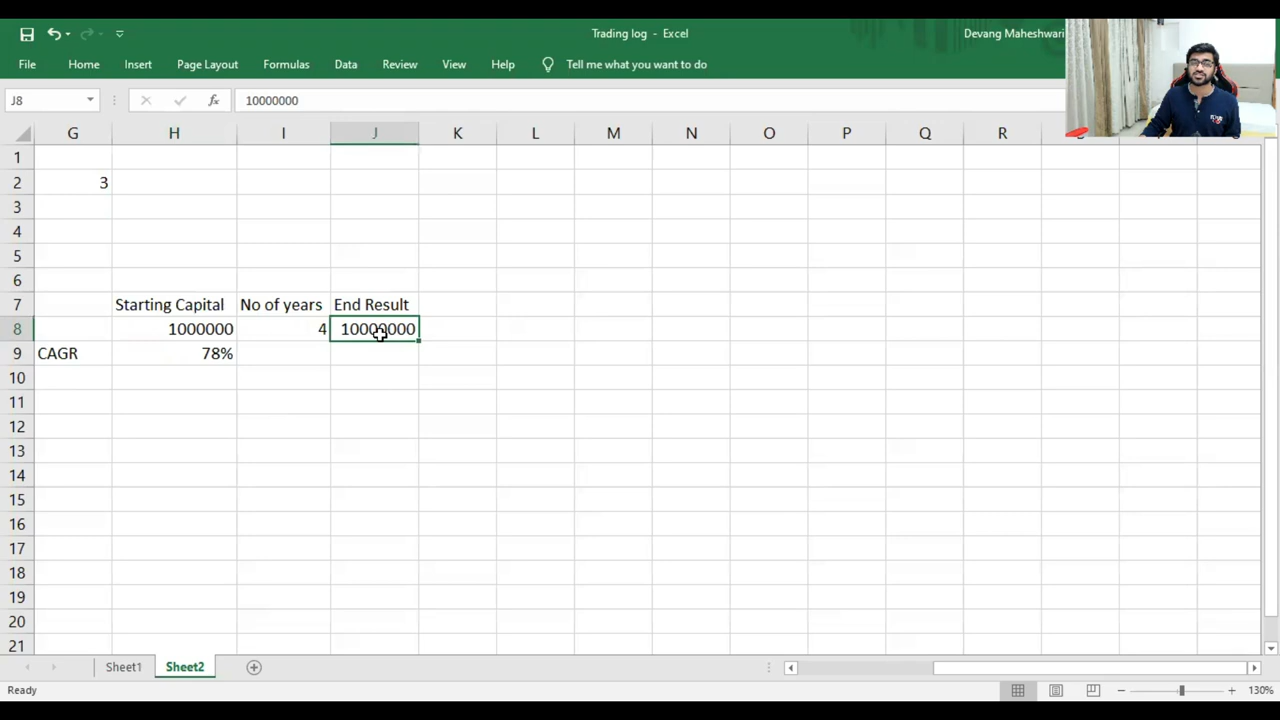 Trading log - Excel
Devang Maheshwari
File Home Insert Page Layout Formulas Data Review View Help Tell me what you want to do
J8 fx 10000000
G H I J K L M N O P Q R
1
2 3
3
4
5
6
7 Starting Capital No of years End Result
8 1000000 4 10000000
9 CAGR 78%
10
11
12
13
14
15
16
17
18
19
20
21
Sheet1 Sheet2
Ready 130%